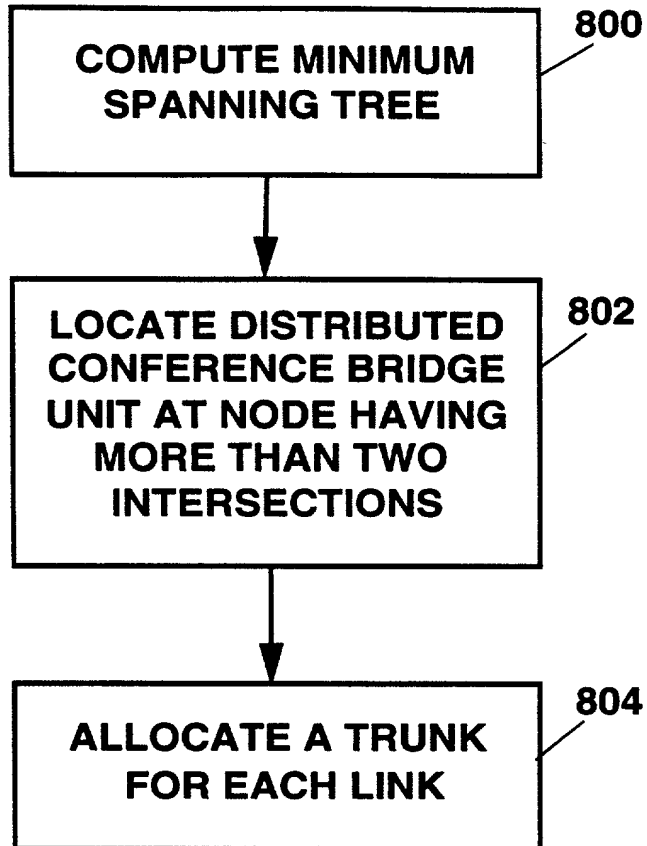 800
COMPUTE MINIMUM
SPANNING TREE
802
LOCATE DISTRIBUTED
CONFERENCE BRIDGE
UNIT AT NODE HAVING
MORE THAN TWO
INTERSECTIONS
804
ALLOCATE A TRUNK
FOR EACH LINK